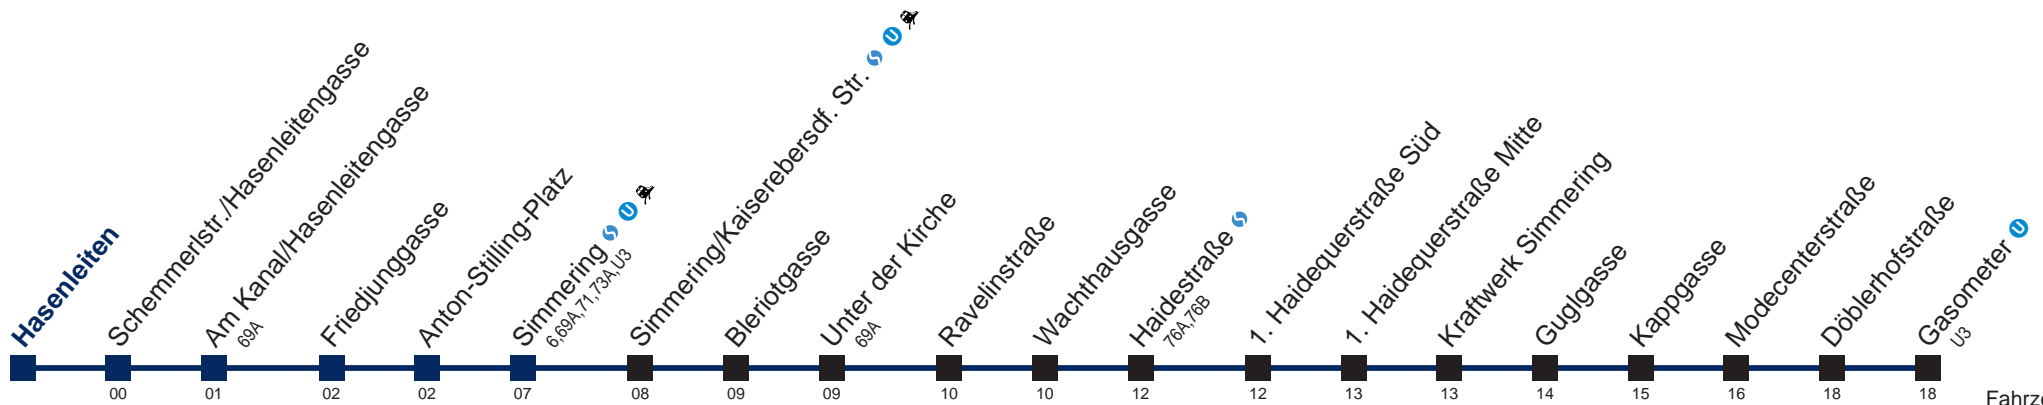 Hasenleiten
Schemmerlstr./Hasenleitengasse
Am Kanal/Hasenleitengasse
69A
Friedjunggasse
Anton-Stilling-Platz
Simmering S U
6,69A,71,73A,U3
Simmering/Kaiserebersdf. Str. S U
Bleriotgasse
Unter der Kirche
69A
Ravelinstraße
Wachthausgasse
Haidestraße S
76A,76B
1. Haidequerstraße Süd
1. Haidequerstraße Mitte
Kraftwerk Simmering
Guglgasse
Kappgasse
Modecenterstraße
Döblerhofstraße
Gasometer U
U3
00 01 02 02 07 08 09 09 10 10 12 12 13 13 14 15 16 18 18
Fahrz